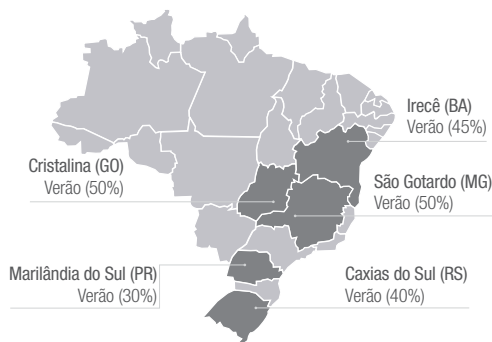 Irecê (BA)
Verão (45%)
Cristalina (GO)
Verão (50%)
São Gotardo (MG)
Verão (50%)
Marilândia do Sul (PR)
Verão (30%)
Caxias do Sul (RS)
Verão (40%)